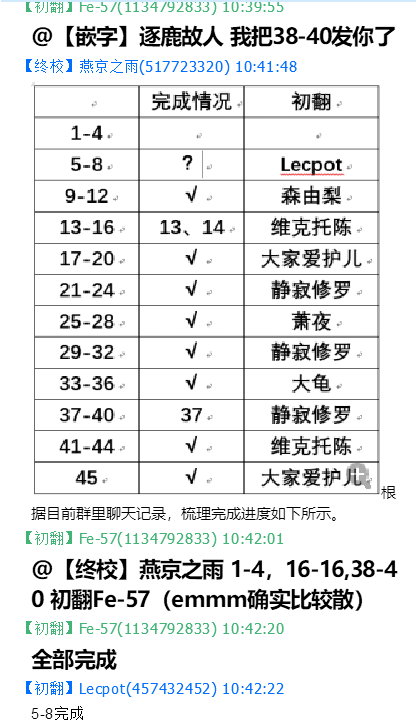 【初翻】Fe-57(1134792833) 10:39:55
@【嵌字】逐鹿故人 我把38-40发你了
【终校】燕京之雨(517723320) 10:41:48
完成情况 初翻
1-4
5-8 ? Lecpot
9-12 √ 森由梨
13-16 13、14 维克托陈
17-20 √ 大家爱护儿
21-24 √ 静寂修罗
25-28 √ 萧夜
29-32 √ 静寂修罗
33-36 √ 大龟
37-40 37 静寂修罗
41-44 √ 维克托陈
45 √ 大家爱护儿
根
据目前群里聊天记录，梳理完成进度如下所示。
【初翻】Fe-57(1134792833) 10:42:01
@【终校】燕京之雨 1-4，16-16,38-4
0 初翻Fe-57（emmm确实比较散）
【初翻】Fe-57(1134792833) 10:42:20
全部完成
【初翻】Lecpot(457432452) 10:42:22
5-8完成